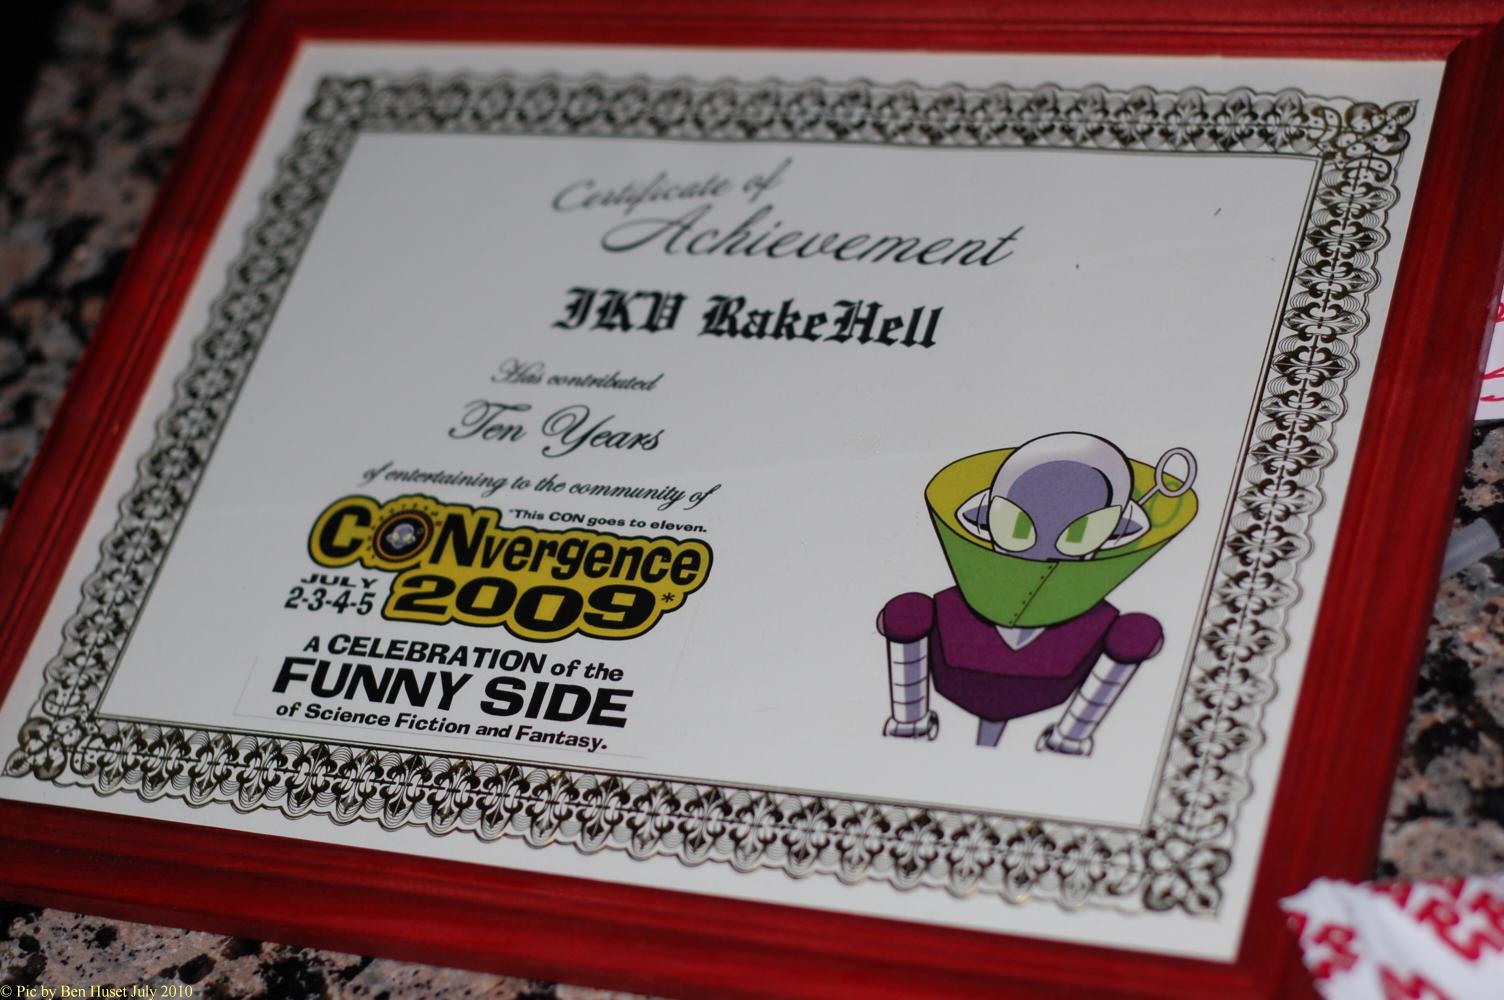 Certificate of
Achievement
IKV RakeHell
Has contributed
Ten Years
of entertaining to the community of
*This CON goes to eleven.
CONvergence
JULY
2-3-4-5
2009*
A CELEBRATION of the
FUNNY SIDE
of Science Fiction and Fantasy.
© Pic by Ben Huset July 2010